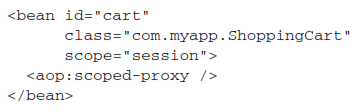 <bean id="cart"
      class="com.myapp.ShoppingCart"
      scope="session">
  <aop:scoped-proxy />
</bean>